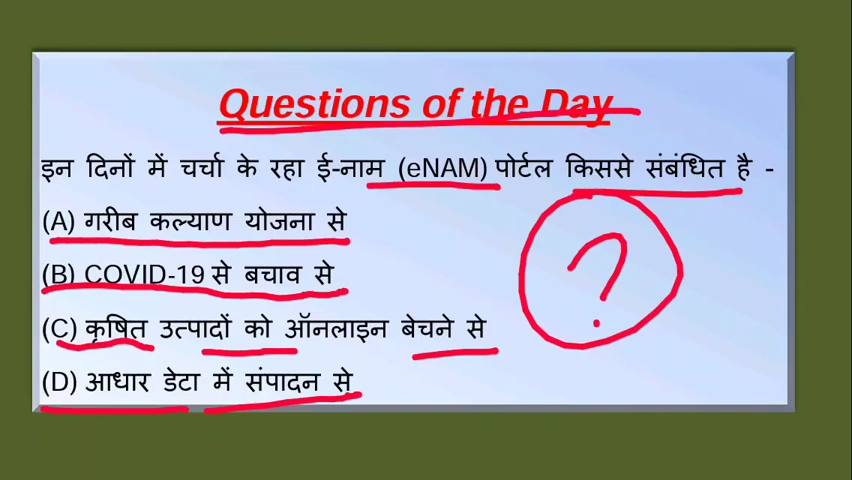 Questions of the Day
इन दिनों में चर्चा के रहा ई-नाम (eNAM) पोर्टल किससे संबंधित है -
(A) गरीब कल्याण योजना से
(B) COVID-19 से बचाव से
(C) कृषित उत्पादों को ऑनलाइन बेचने से
(D) आधार डेटा में संपादन से
?